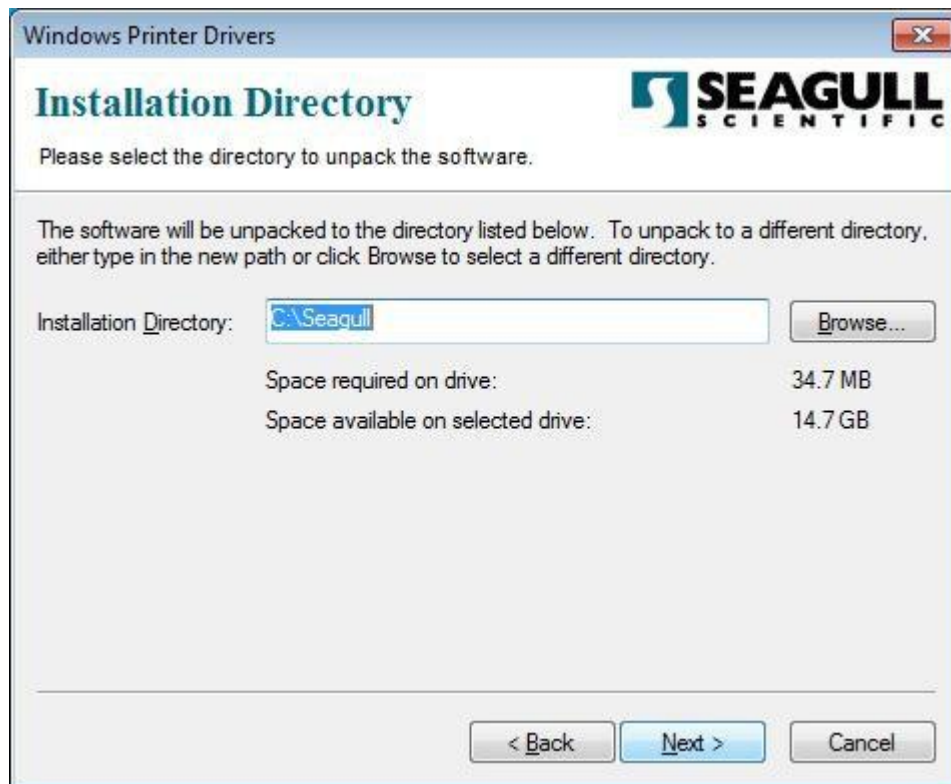 Windows Printer Drivers
Installation Directory
SEAGULL
SCIENTIFIC
Please select the directory to unpack the software.
The software will be unpacked to the directory listed below. To unpack to a different directory,
either type in the new path or click Browse to select a different directory.
Installation Directory: C:\Seagull Browse...
Space required on drive: 34.7 MB
Space available on selected drive: 14.7 GB
< Back Next > Cancel